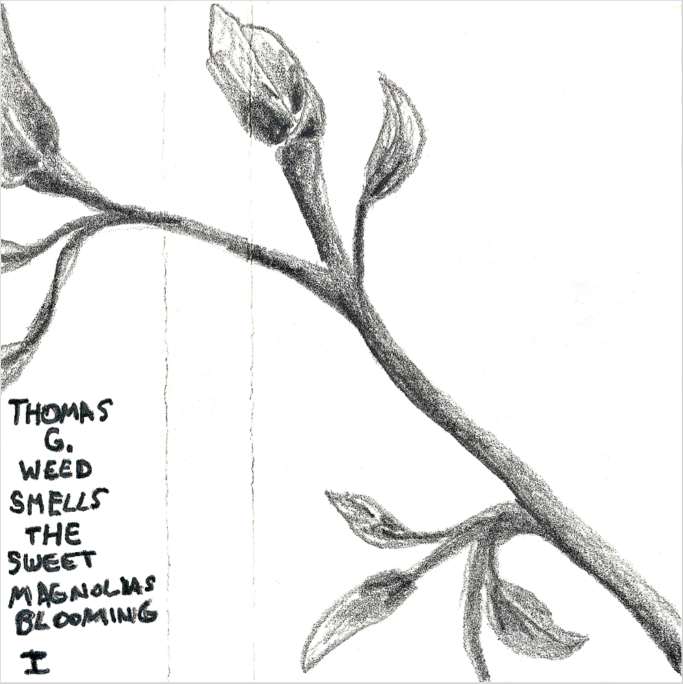 THOMAS
G.
WEED
SMELLS
THE
SWEET
MAGNOLIAS
BLOOMING
I